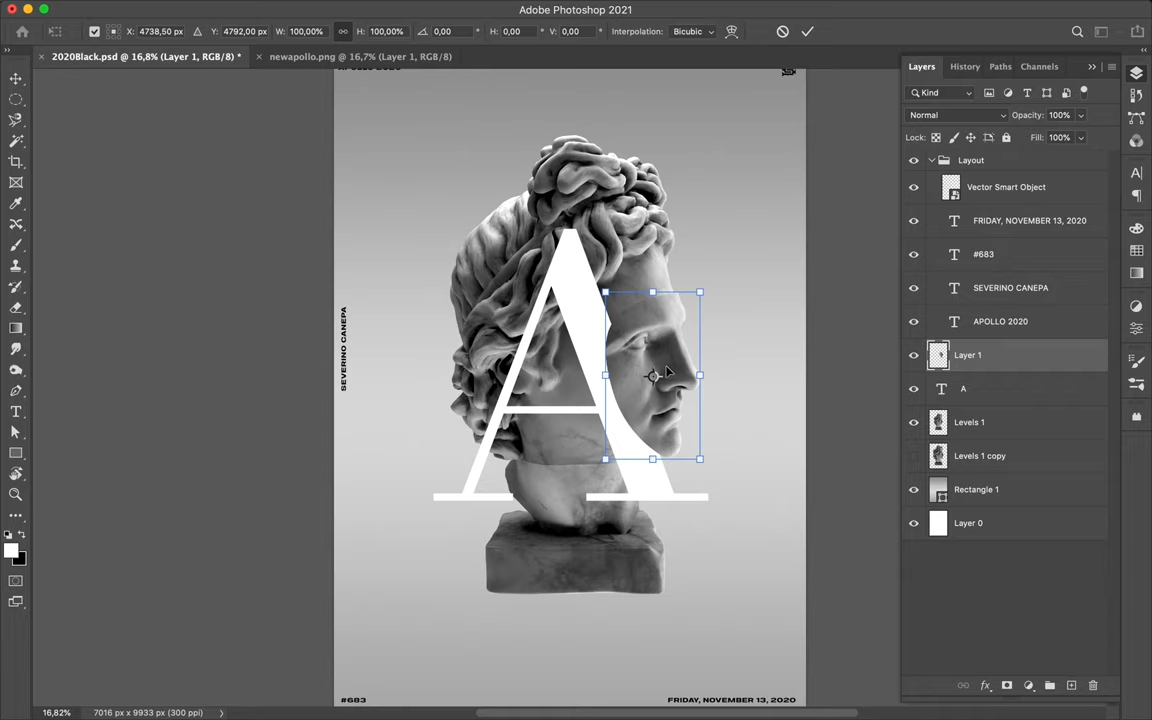 Adobe Photoshop 2021
X: 4738,50 px
Y: 4792,00 px
W: 100,00%
H: 100,00%
0,00 °
H: 0,00 °
V: 0,00 °
Interpolation: Bicubic
2020Black.psd @ 16,8% (Layer 1, RGB/8) *
newapollo.png @ 16,7% (Layer 1, RGB/8)
Layers
History
Paths
Channels
Kind
Normal
Opacity: 100%
Lock:
Fill: 100%
Layout
Vector Smart Object
FRIDAY, NOVEMBER 13, 2020
#683
SEVERINO CANEPA
APOLLO 2020
Layer 1
A
Levels 1
Levels 1 copy
Rectangle 1
Layer 0
APOLLO 2020
SEVERINO CANEPA
A
#683
FRIDAY, NOVEMBER 13, 2020
16,82%
7016 px x 9933 px (300 ppi)